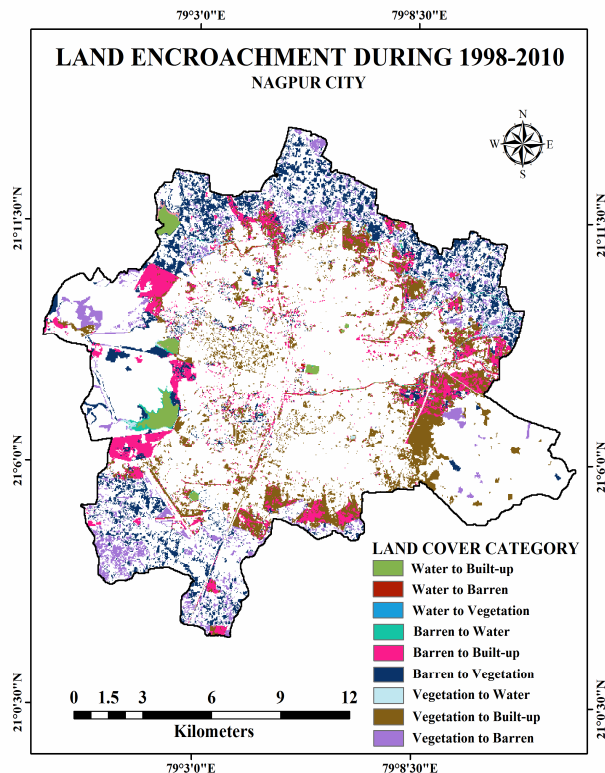 79°3'0"E 79°8'30"E
LAND ENCROACHMENT DURING 1998-2010
NAGPUR CITY
N
W E
S
21°11'30"N 21°11'30"N
21°6'0"N 21°6'0"N
LAND COVER CATEGORY
Water to Built-up
Water to Barren
Water to Vegetation
Barren to Water
Barren to Built-up
Barren to Vegetation
Vegetation to Water
Vegetation to Built-up
Vegetation to Barren
0 1.5 3 6 9 12
Kilometers
21°0'30"N 21°0'30"N
79°3'0"E 79°8'30"E